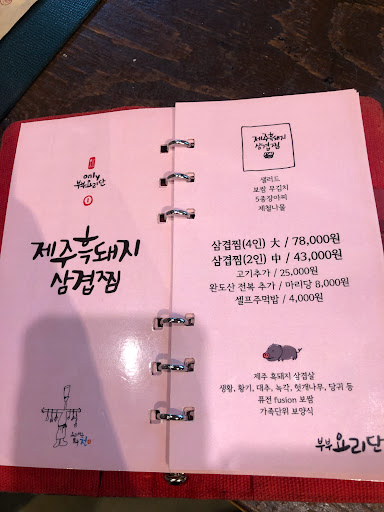 only
부부요리단
제주흑돼지
삼겹찜
제주흑돼지
삼겹찜
샐러드
보쌈 무김치
5종장아찌
제철나물
삼겹찜(4인) 大 / 78,000원
삼겹찜(2인) 中 / 43,000원
고기추가 / 25,000원
완도산 전복 추가 / 마리당 8,000원
셀프주먹밥 / 4,000원
제주 흑돼지 삼겹살
생황, 황기, 대추, 녹각, 헛개나무, 당귀 등
퓨전 fusion 보쌈
가족단위 보양식
부부요리단